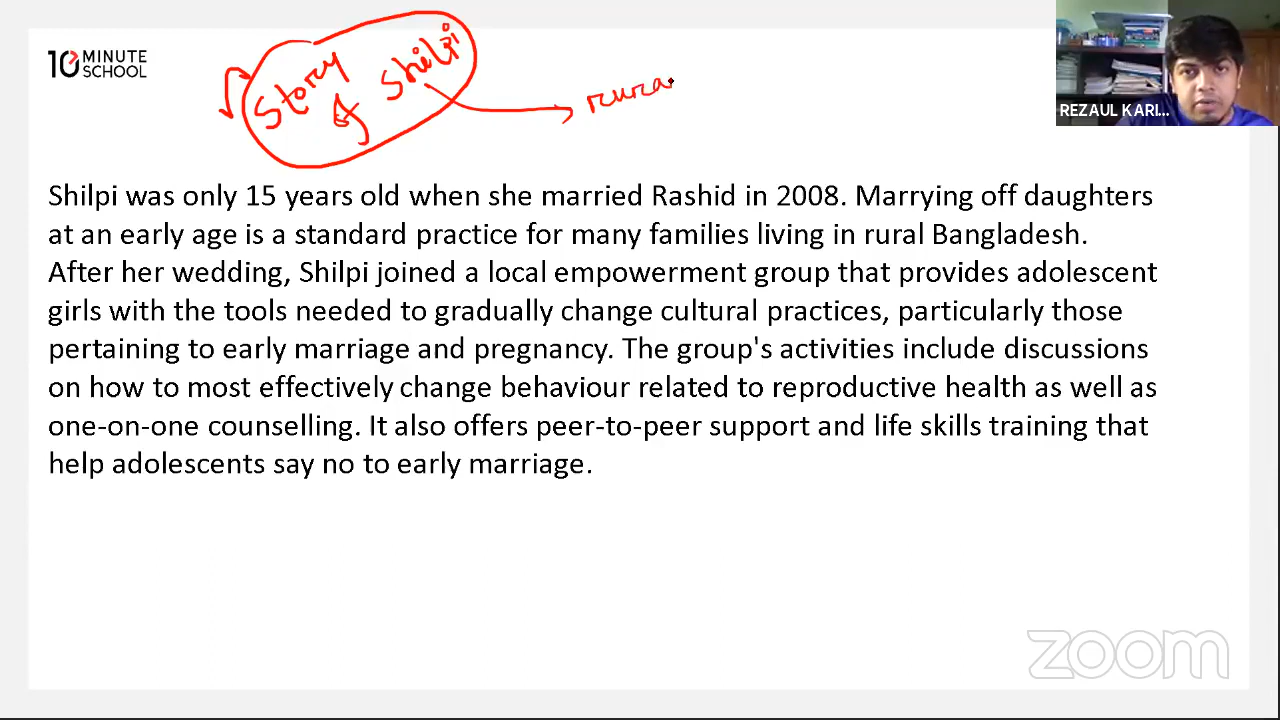 10 MINUTE
SCHOOL
Story of Shilpi
rura
REZAUL KARI...
Shilpi was only 15 years old when she married Rashid in 2008. Marrying off daughters
at an early age is a standard practice for many families living in rural Bangladesh.
After her wedding, Shilpi joined a local empowerment group that provides adolescent
girls with the tools needed to gradually change cultural practices, particularly those
pertaining to early marriage and pregnancy. The group's activities include discussions
on how to most effectively change behaviour related to reproductive health as well as
one-on-one counselling. It also offers peer-to-peer support and life skills training that
help adolescents say no to early marriage.
zoom